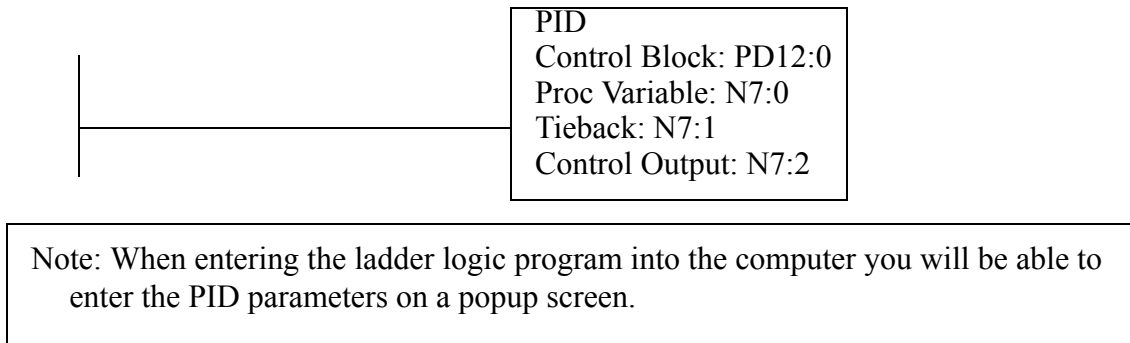 PID
Control Block: PD12:0
Proc Variable: N7:0
Tieback: N7:1
Control Output: N7:2
Note: When entering the ladder logic program into the computer you will be able to
enter the PID parameters on a popup screen.